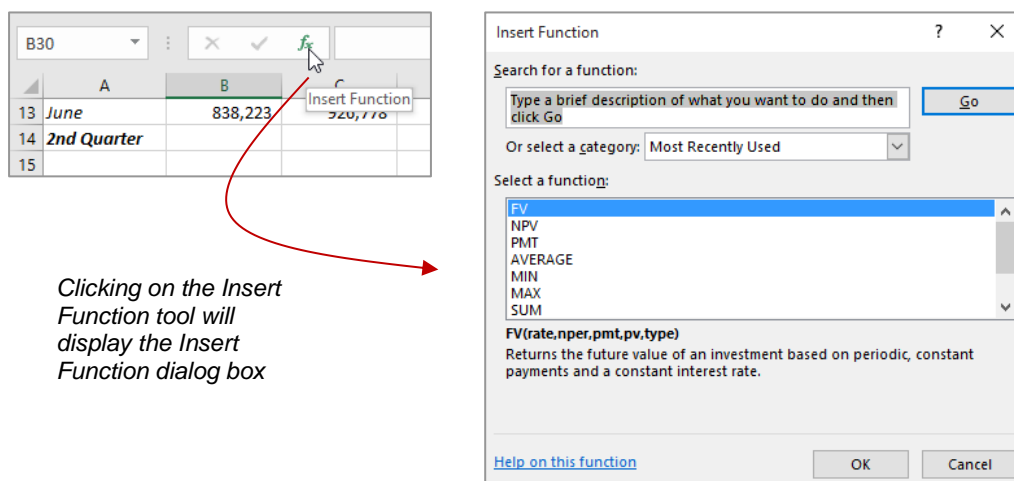 B30
fx
A B C
Insert Function
13 June 838,223 926,778
14 2nd Quarter
15
Clicking on the Insert
Function tool will
display the Insert
Function dialog box
Insert Function ? X
Search for a function:
Type a brief description of what you want to do and then
click Go
Go
Or select a category: Most Recently Used
Select a function:
FV
NPV
PMT
AVERAGE
MIN
MAX
SUM
FV(rate,nper,pmt,pv,type)
Returns the future value of an investment based on periodic, constant
payments and a constant interest rate.
Help on this function
OK Cancel